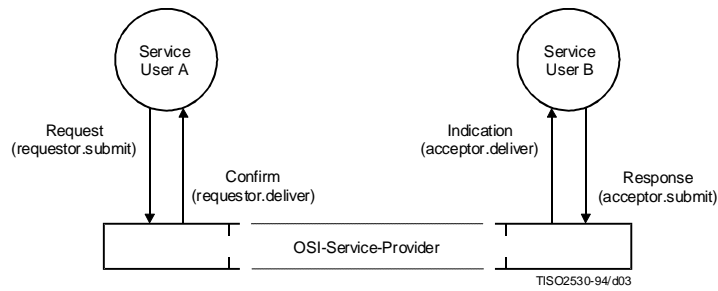 Service
User A
Service
User B
Request
(requestor.submit)
Indication
(acceptor.deliver)
Confirm
(requestor.deliver)
Response
(acceptor.submit)
OSI-Service-Provider
TISO2530-94/d03